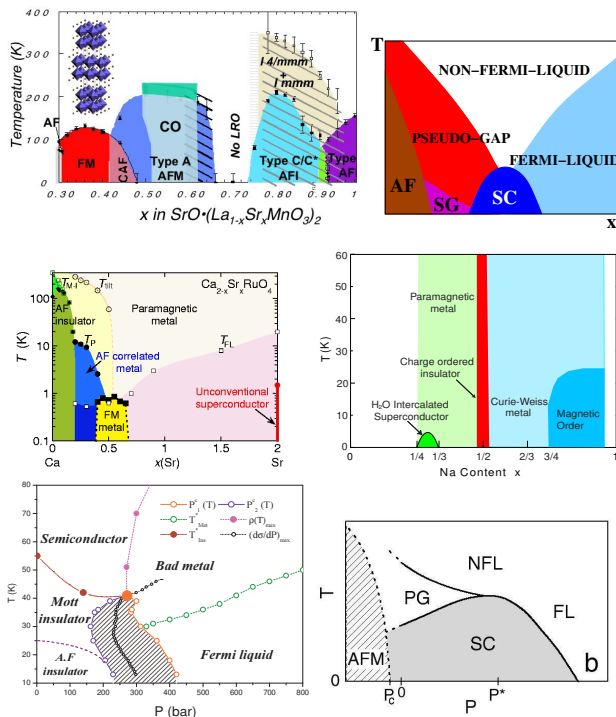 400
300
200
100
0
Temperature(K)
I 4/mmm
+
I mmm
AF
FM
CAF
CO
Type A
AFM
No LRO
Type C/C*
AFI
Type
AFI
0.30 0.40 0.50 0.60 0.70 0.80 0.90 1
x in SrO•(La1-xSrxMnO3)2
T
NON-FERMI-LIQUID
PSEUDO-GAP
FERMI-LIQUID
AF
SG
SC
x
Ca2-xSrxRuO4
TM-I
Ttilt
AF
insulator
Paramagnetic
metal
TP
TFL
AF correlated
metal
FM
metal
Unconventional
superconductor
100
10
1
0.1
T (K)
0 0.5 1 1.5 2
Ca x(Sr) Sr
60
50
40
30
20
10
0
T (K)
Paramagnetic
metal
Charge ordered
insulator
H2O Intercalated
Superconductor
Curie-Weiss
metal
Magnetic
Order
1/4 1/3 1/2 2/3 3/4 1
0
Na Content x
P^c_1 (T) P^c_2 (T)
T*Met ρ(T)max
T*Ins (dσ/dP)max
Semiconductor
Bad metal
Mott
insulator
A.F
insulator
Fermi liquid
80
70
60
50
40
30
20
10
T (K)
0 100 200 300 400 500 600 700 800
P (bar)
T
NFL
PG
FL
SC
AFM
b
0
Pc 0 P P*